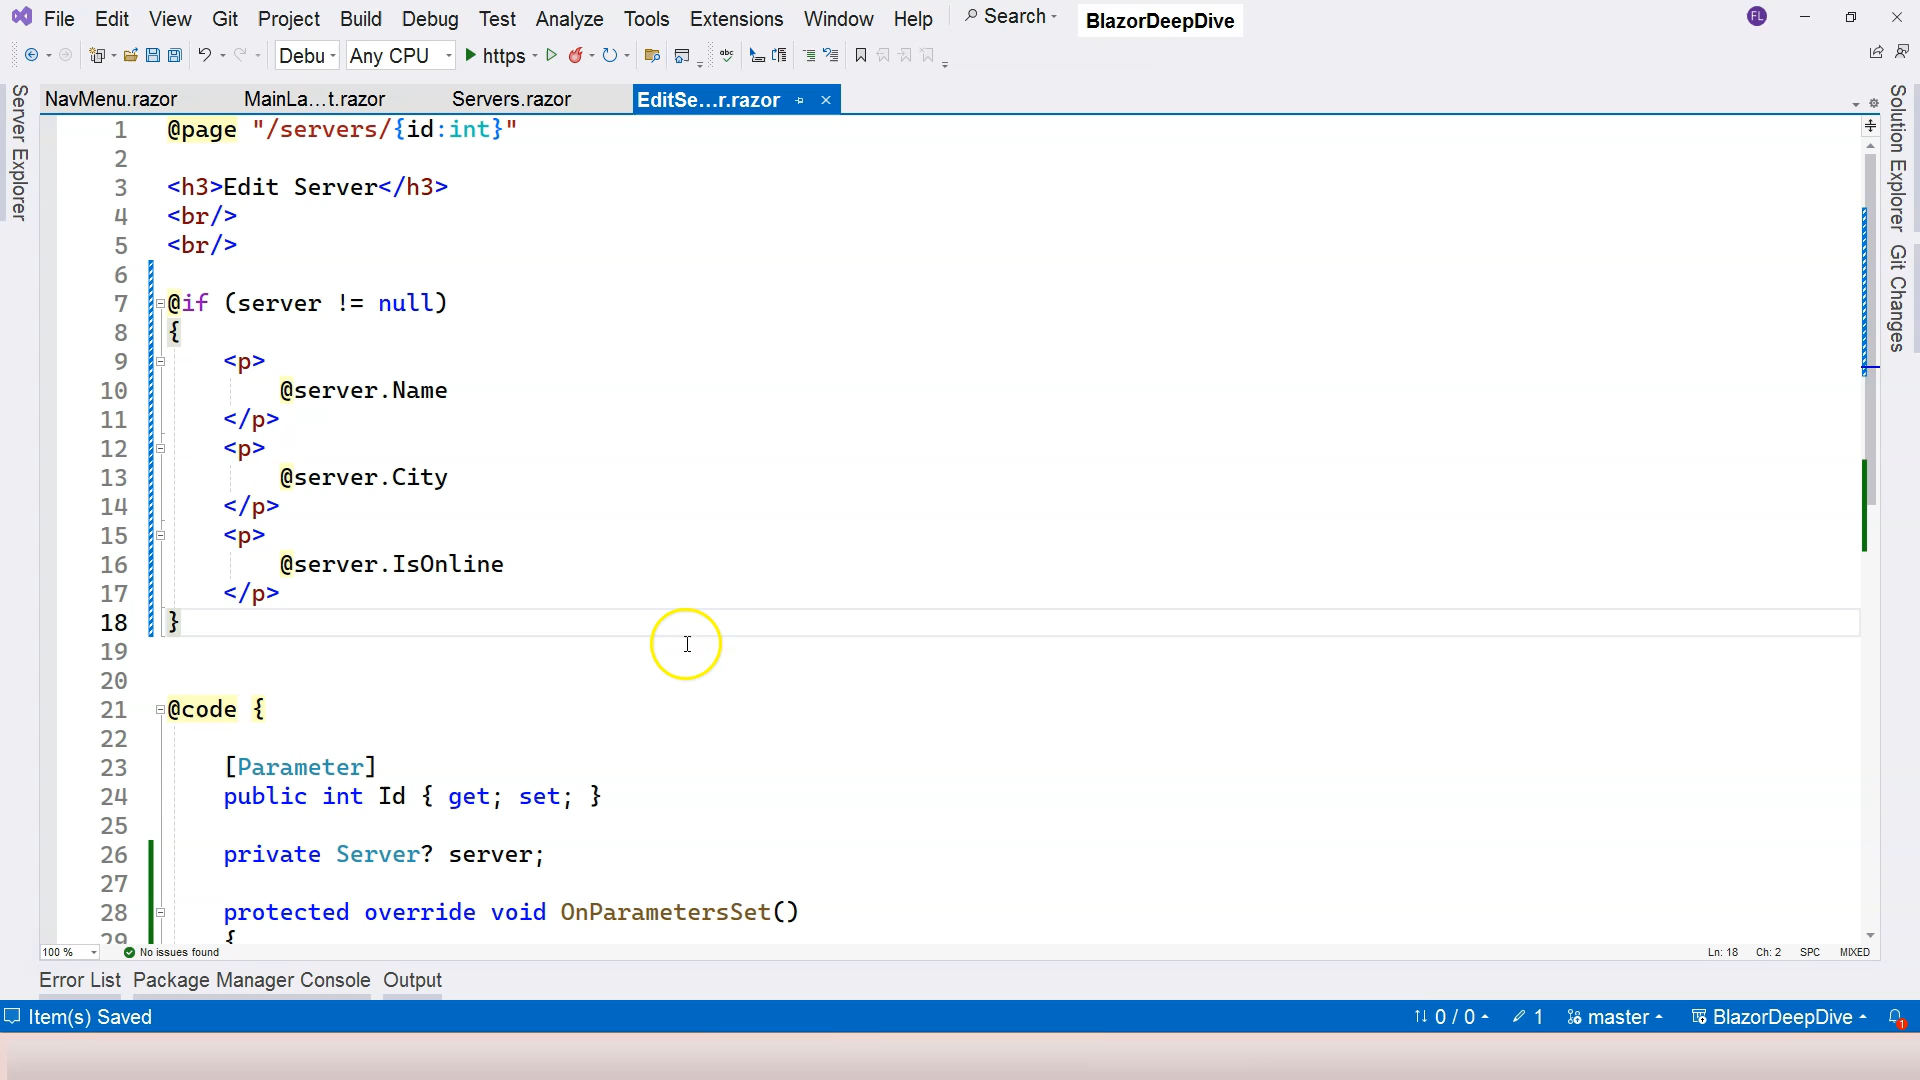 File Edit View Git Project Build Debug Test Analyze Tools Extensions Window Help Search BlazorDeepDive FL
Debu Any CPU https abc
NavMenu.razor MainLa...t.razor Servers.razor EditSe...r.razor
Server Explorer
Solution Explorer
Git Changes
1 @page "/servers/{id:int}"
2
3 <h3>Edit Server</h3>
4 <br/>
5 <br/>
6
7 @if (server != null)
8 {
9 <p>
10 @server.Name
11 </p>
12 <p>
13 @server.City
14 </p>
15 <p>
16 @server.IsOnline
17 </p>
18 }
19
20
21 @code {
22
23 [Parameter]
24 public int Id { get; set; }
25
26 private Server? server;
27
28 protected override void OnParametersSet()
29 {
100 % No issues found Ln: 18 Ch: 2 SPC MIXED
Error List Package Manager Console Output
Item(s) Saved 0 / 0 1 master BlazorDeepDive 1